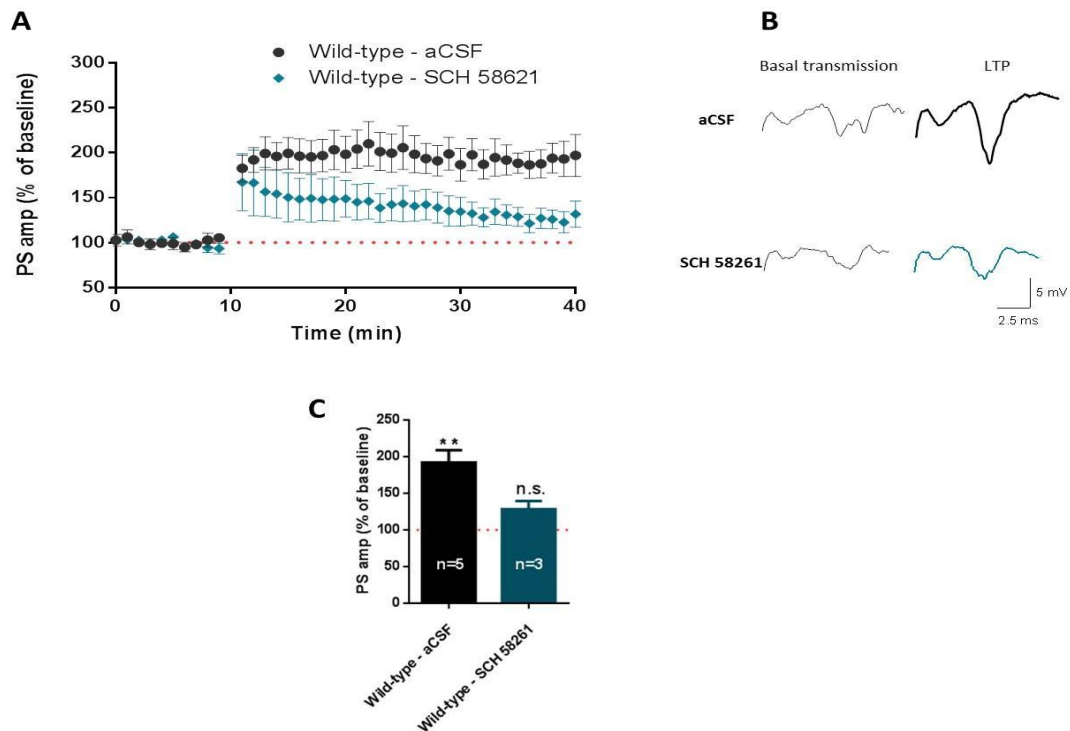 A
Wild-type - aCSF
Wild-type - SCH 58621
PS amp (% of baseline)
300
250
200
150
100
50
0
10
20
30
40
Time (min)
B
Basal transmission
LTP
aCSF
SCH 58261
5 mV
2.5 ms
C
PS amp (% of baseline)
250
200
150
100
50
0
**
n.s.
n=5
n=3
Wild-type - aCSF
Wild-type - SCH 58261